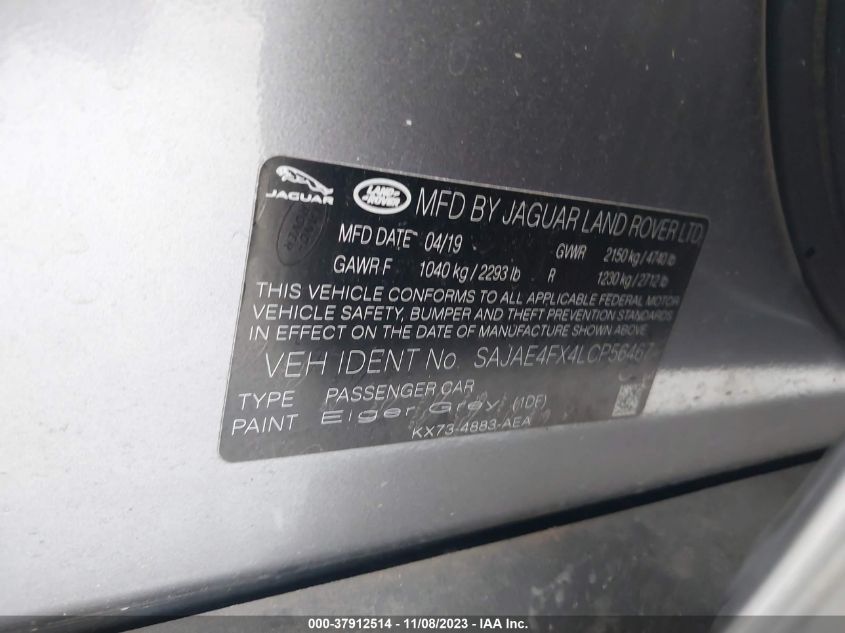 JAGUAR LAND ROVER MFD BY JAGUAR LAND ROVER LTD
MFD DATE 04/19 GVWR 2150 kg / 4740 lb
GAWR F 1040 kg / 2293 lb R 1230 kg / 2712 lb
THIS VEHICLE CONFORMS TO ALL APPLICABLE FEDERAL MOTOR
VEHICLE SAFETY, BUMPER AND THEFT PREVENTION STANDARDS
IN EFFECT ON THE DATE OF MANUFACTURE SHOWN ABOVE.
VEH IDENT No. SAJAE4FX4LCP56467
TYPE PASSENGER CAR
PAINT Eiger Grey (1DF)
KX73-4883-AEA
000-37912514 - 11/08/2023 - IAA Inc.